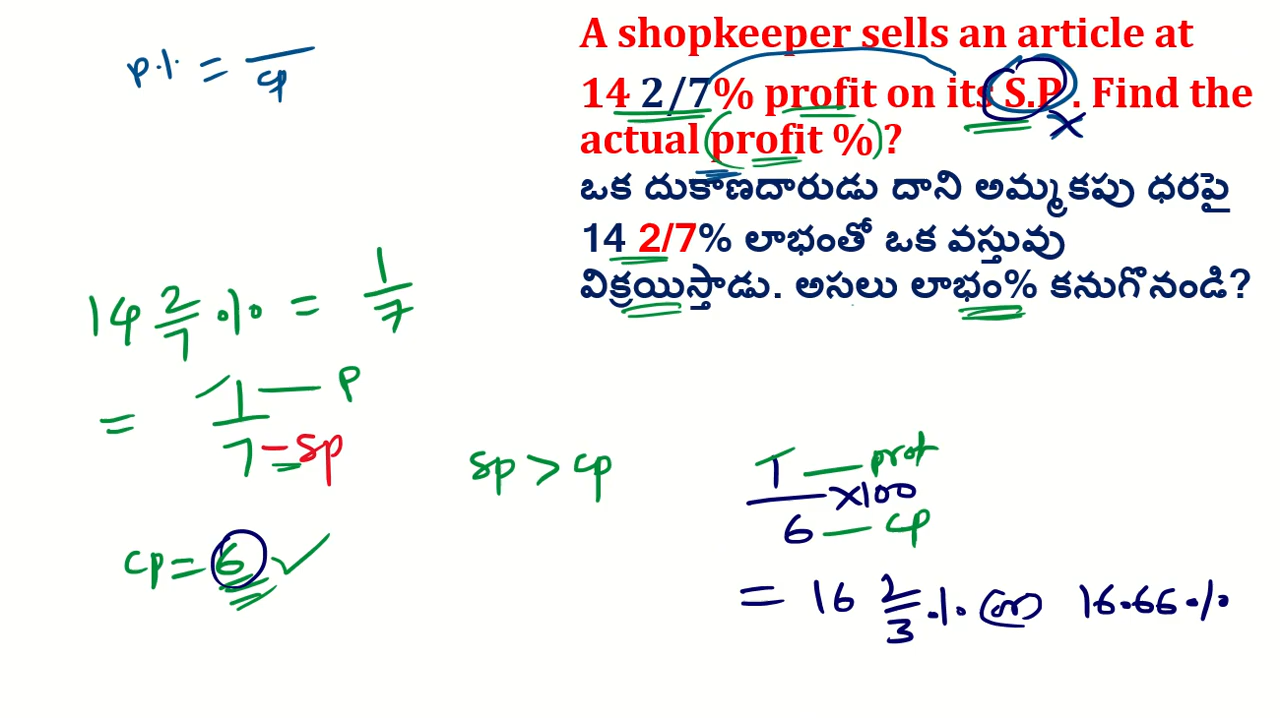 A shopkeeper sells an article at
14 2/7% profit on its S.P. Find the
actual profit %)?
ఒక దుకాణదారుడు దాని అమ్మకపు ధరపై
14 2/7% లాభంతో ఒక వస్తువు
విక్రయిస్తాడు. అసలు లాభం% కనుగొనండి?
P.% = — / CP
14 2/7 % = 1/7
= 1 — P
7 — SP
CP = 6 ✓
SP > CP
1 — prof
×100
6 — CP
= 16 2/3 % (or) 16.66 %